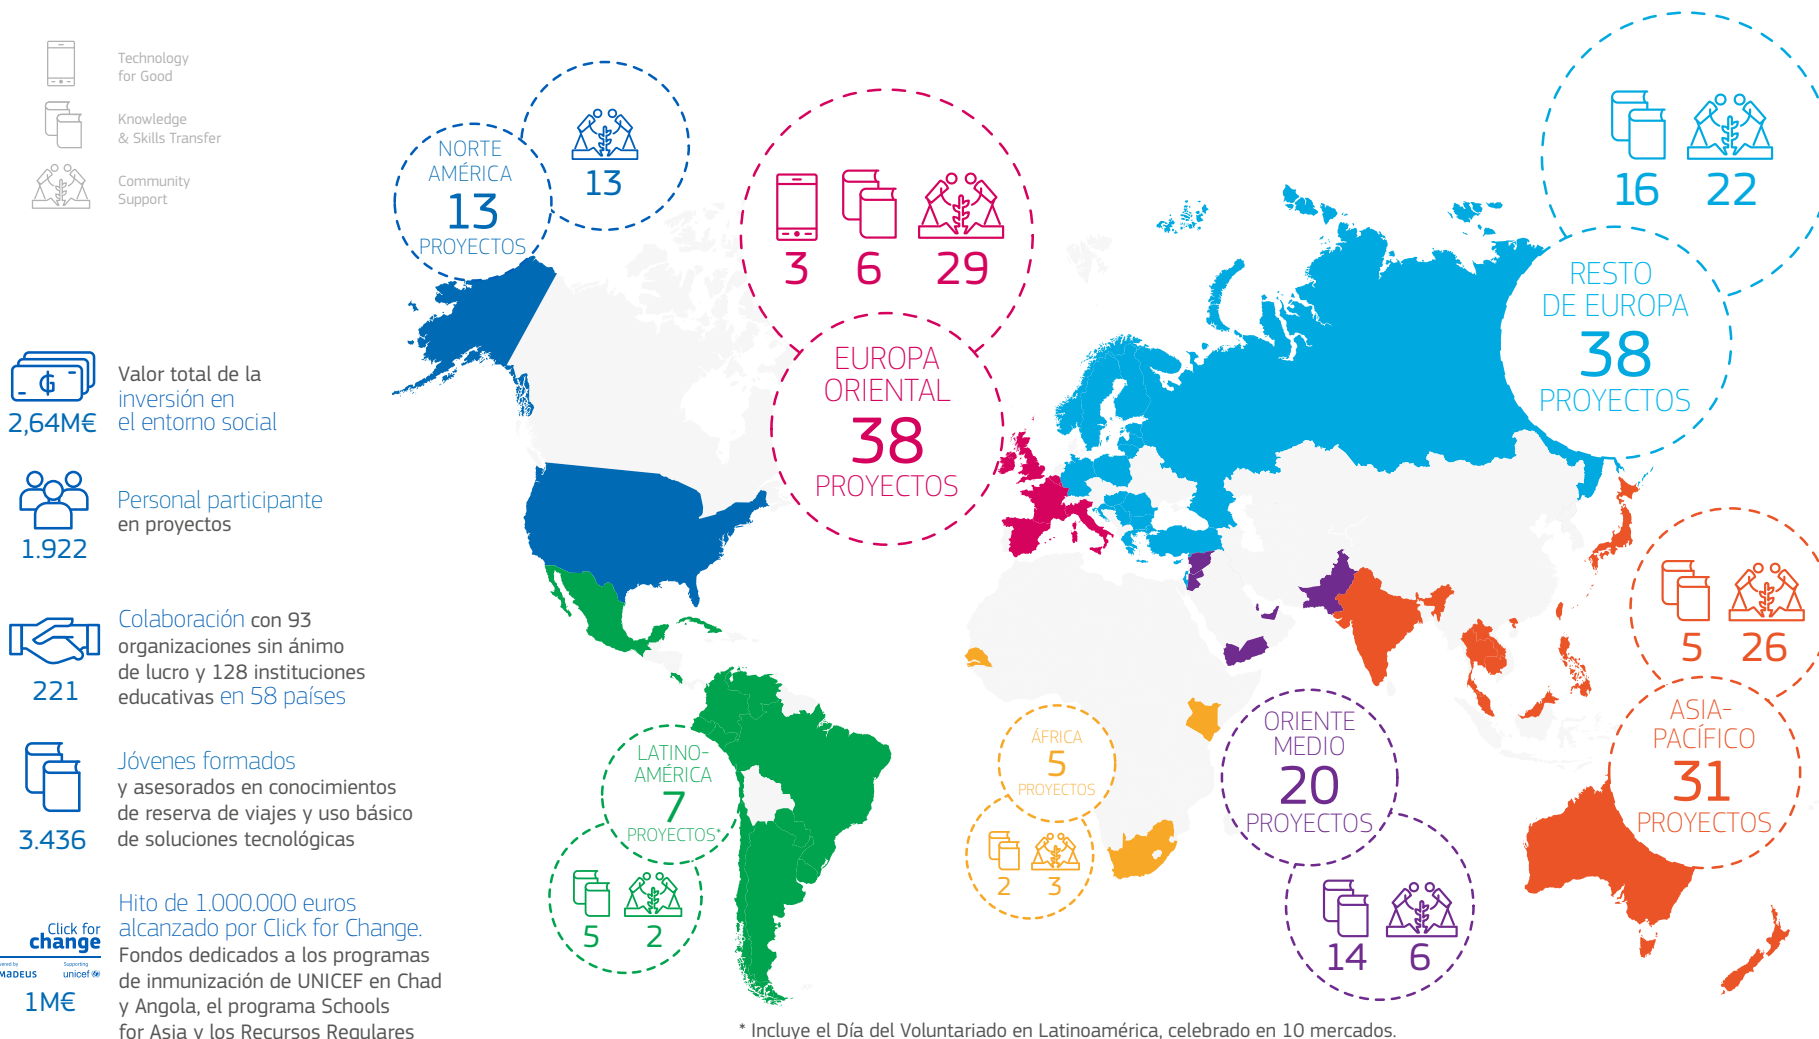 Technology
for Good
Knowledge
& Skills Transfer
Community
Support
2,64M€
Valor total de la
inversión en
el entorno social
1.922
Personal participante
en proyectos
221
Colaboración con 93
organizaciones sin ánimo
de lucro y 128 instituciones
educativas en 58 países
3.436
Jóvenes formados
y asesorados en conocimientos
de reserva de viajes y uso básico
de soluciones tecnológicas
Click for
change
Supporting
unicef
1M€
Hito de 1.000.000 euros
alcanzado por Click for Change.
Fondos dedicados a los programas
de inmunización de UNICEF en Chad
y Angola, el programa Schools
for Asia y los Recursos Regulares
NORTE
AMÉRICA
13
PROYECTOS
13
3 6 29
EUROPA
ORIENTAL
38
PROYECTOS
16 22
RESTO
DE EUROPA
38
PROYECTOS
LATINO-
AMÉRICA
7
PROYECTOS*
5 2
ÁFRICA
5
PROYECTOS
2 3
ORIENTE
MEDIO
20
PROYECTOS
14 6
5 26
ASIA-
PACÍFICO
31
PROYECTOS
* Incluye el Día del Voluntariado en Latinoamérica, celebrado en 10 mercados.